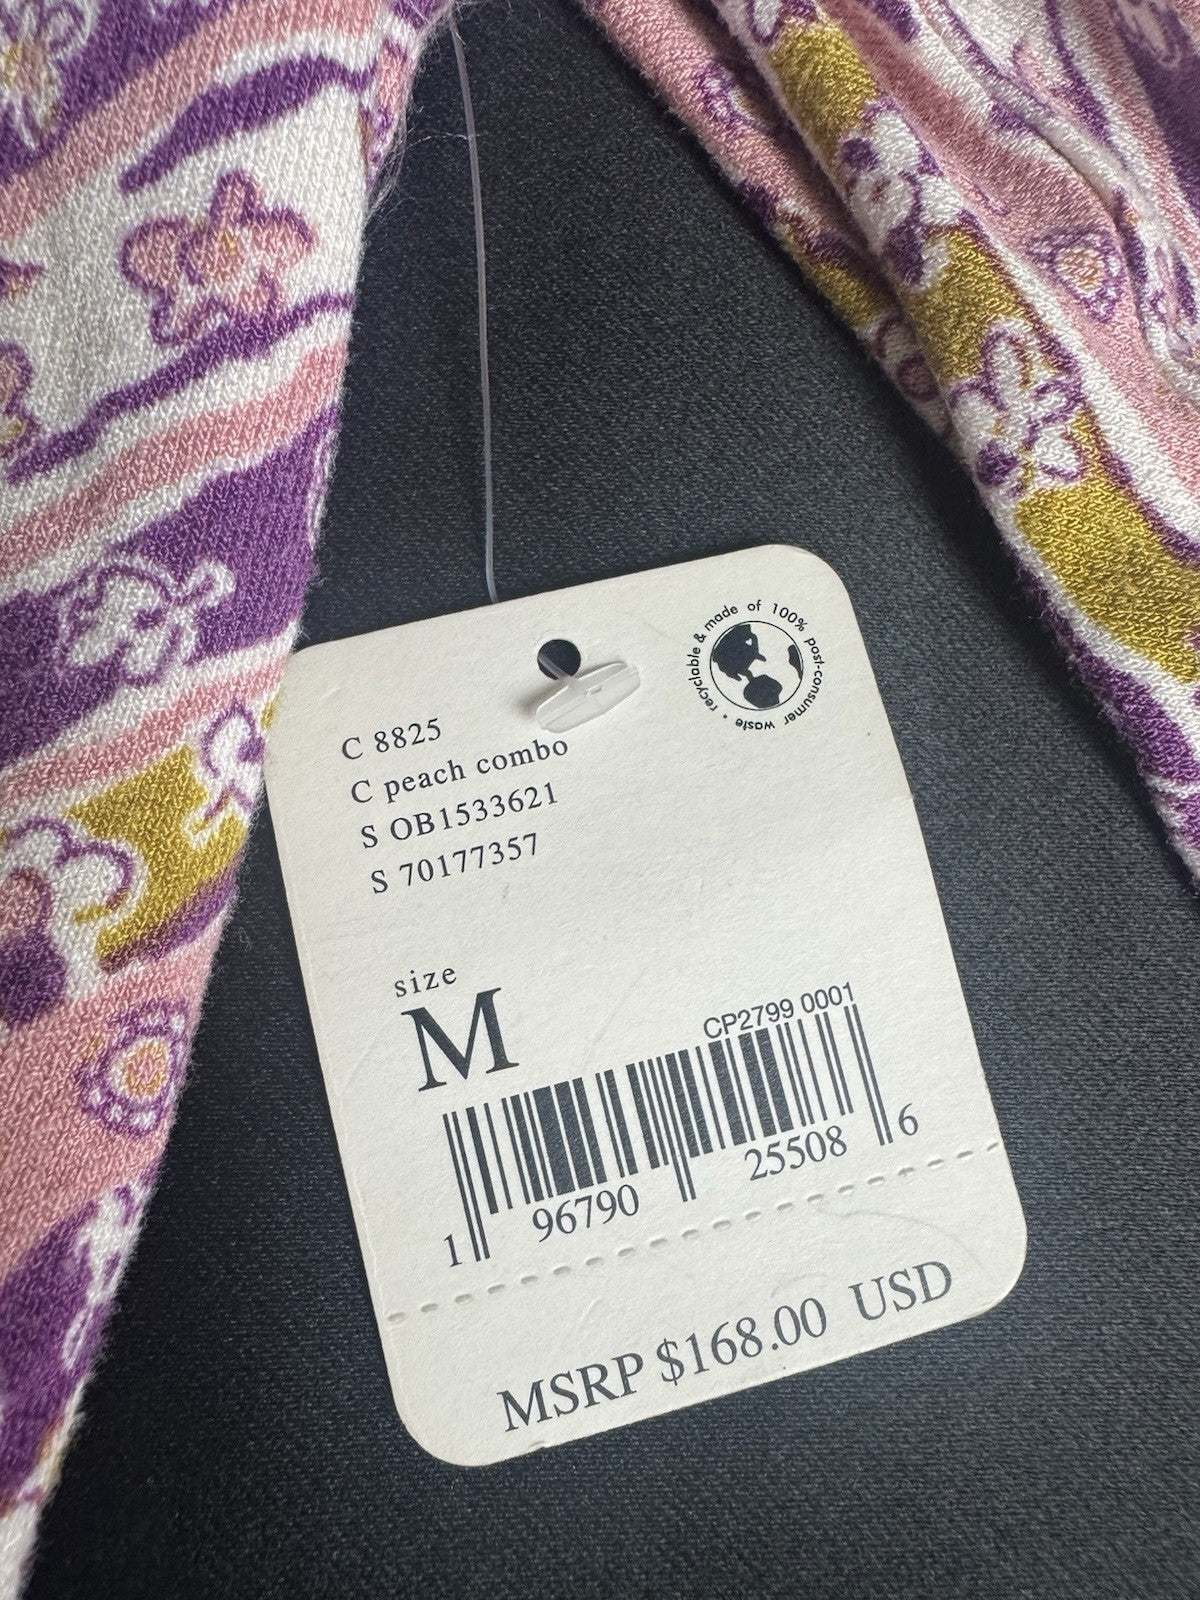 recyclable & made of 100% post-consumer waste •
C 8825
C peach combo
S OB1533621
S 70177357
size
M
CP2799 0001
1 96790 25508 6
MSRP $168.00 USD